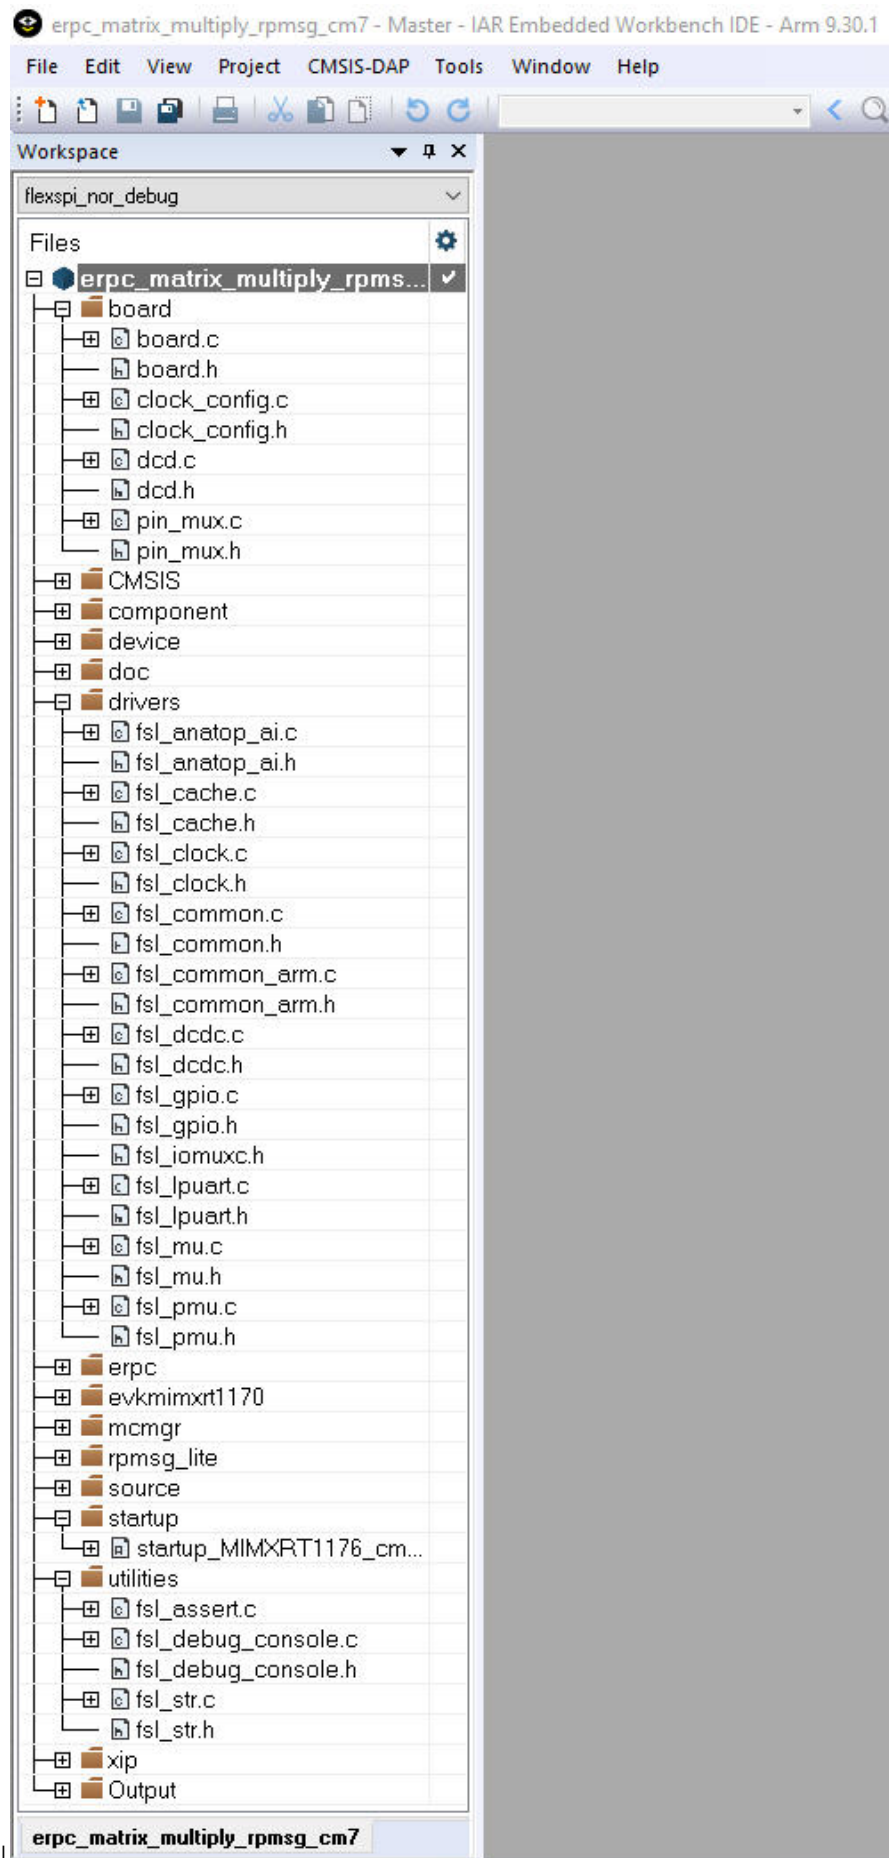 erpc_matrix_multiply_rpmsg_cm7 - Master - IAR Embedded Workbench IDE - Arm 9.30.1
File Edit View Project CMSIS-DAP Tools Window Help
Workspace
flexspi_nor_debug
Files
erpc_matrix_multiply_rpms...
board
board.c
board.h
clock_config.c
clock_config.h
dcd.c
dcd.h
pin_mux.c
pin_mux.h
CMSIS
component
device
doc
drivers
fsl_anatop_ai.c
fsl_anatop_ai.h
fsl_cache.c
fsl_cache.h
fsl_clock.c
fsl_clock.h
fsl_common.c
fsl_common.h
fsl_common_arm.c
fsl_common_arm.h
fsl_dcdc.c
fsl_dcdc.h
fsl_gpio.c
fsl_gpio.h
fsl_iomuxc.h
fsl_lpuart.c
fsl_lpuart.h
fsl_mu.c
fsl_mu.h
fsl_pmu.c
fsl_pmu.h
erpc
evkmimxrt1170
mcmgr
rpmsg_lite
source
startup
startup_MIMXRT1176_cm...
utilities
fsl_assert.c
fsl_debug_console.c
fsl_debug_console.h
fsl_str.c
fsl_str.h
xip
Output
erpc_matrix_multiply_rpmsg_cm7